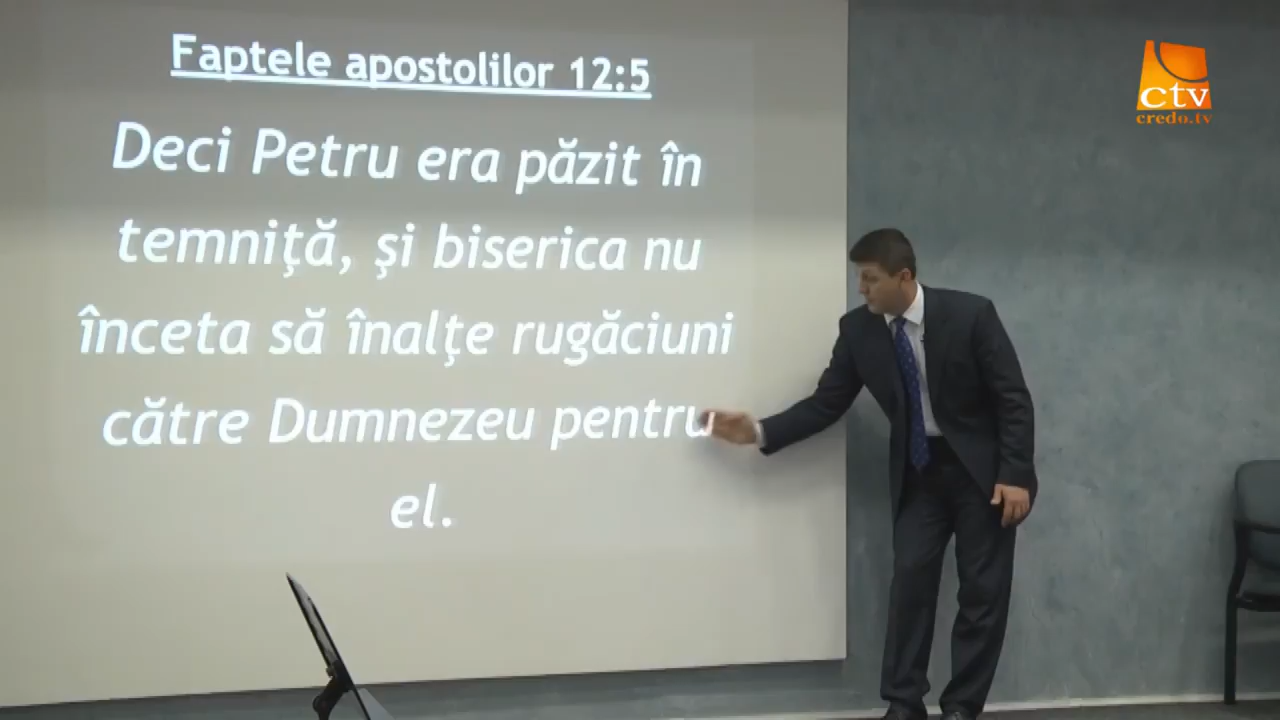 Faptele apostolilor 12:5
Deci Petru era păzit în
temniţă, şi biserica nu
înceta să înalţe rugăciuni
către Dumnezeu pentru
el.
ctv
credo.tv